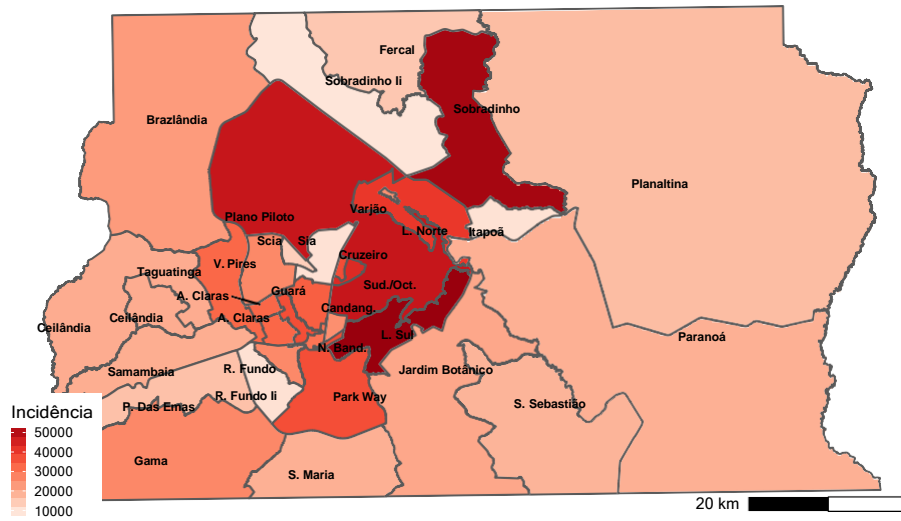 Fercal
Sobradinho Ii
Sobradinho
Brazlândia
Planaltina
Varjão
Plano Piloto
L. Norte
Itapoã
Scia
Sia
Cruzeiro
V. Pires
Taguatinga
Sud./Oct.
A. Claras
Guará
Candang.
Ceilândia
Ceilândia
A. Claras
L. Sul
Paranoá
N. Band.
Samambaia
R. Fundo
Jardim Botânico
R. Fundo Ii
Park Way
P. Das Emas
S. Sebastião
Gama
S. Maria
Incidência
50000
40000
30000
20000
10000
20 km